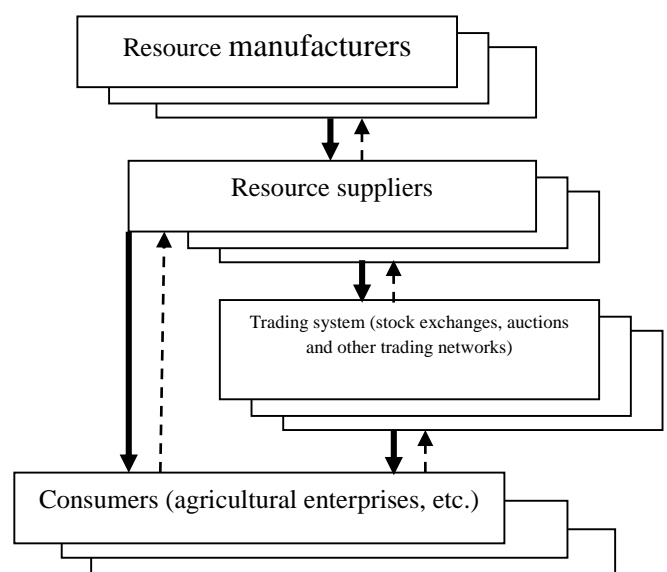 Resource manufacturers
Resource suppliers
Trading system (stock exchanges, auctions
and other trading networks)
Consumers (agricultural enterprises, etc.)